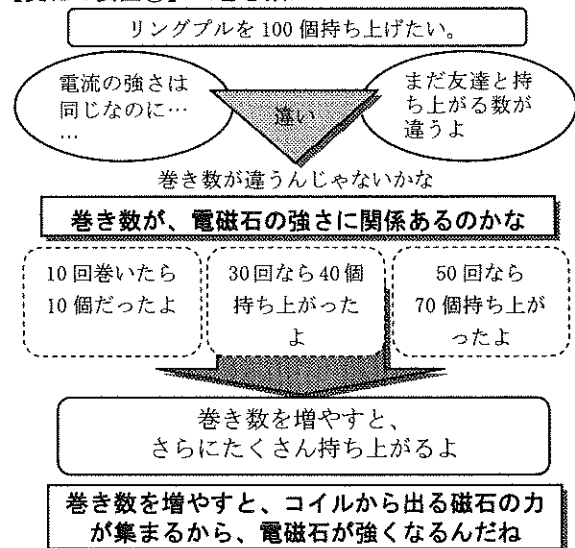 リングプルを100個持ち上げたい。
電流の強さは
同じなのに…
…
違い
まだ友達と持
ち上がる数が
違うよ
巻き数が違うんじゃないかな
巻き数が、電磁石の強さに関係あるのかな
10回巻いたら
10個だったよ
30回なら40個
持ち上がった
よ
50回なら
70個持ち上が
ったよ
巻き数を増やすと、
さらにたくさん持ち上がるよ
巻き数を増やすと、コイルから出る磁石の力
が集まるから、電磁石が強くなるんだね